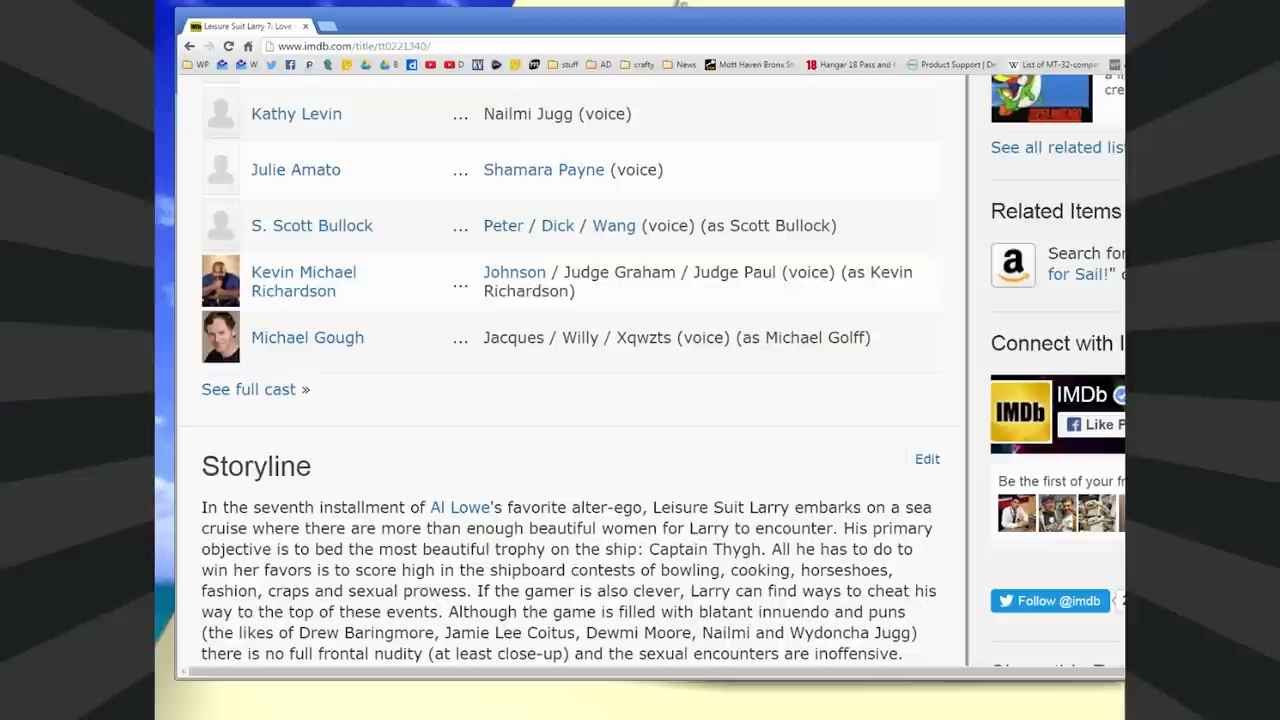 Leisure Suit Larry 7: Love
www.imdb.com/title/tt0221340/
WP W B D stuff AD crafty News Mott Haven Bronx St Hangar 18 Pass and Product Support | De List of MT-32-compa
Kathy Levin ... Nailmi Jugg (voice)
Julie Amato ... Shamara Payne (voice)
S. Scott Bullock ... Peter / Dick / Wang (voice) (as Scott Bullock)
Kevin Michael
Richardson
...
Johnson / Judge Graham / Judge Paul (voice) (as Kevin
Richardson)
Michael Gough ... Jacques / Willy / Xqwzts (voice) (as Michael Golff)
See full cast »
Storyline
Edit
In the seventh installment of Al Lowe's favorite alter-ego, Leisure Suit Larry embarks on a sea
cruise where there are more than enough beautiful women for Larry to encounter. His primary
objective is to bed the most beautiful trophy on the ship: Captain Thygh. All he has to do to
win her favors is to score high in the shipboard contests of bowling, cooking, horseshoes,
fashion, craps and sexual prowess. If the gamer is also clever, Larry can find ways to cheat his
way to the top of these events. Although the game is filled with blatant innuendo and puns
(the likes of Drew Baringmore, Jamie Lee Coitus, Dewmi Moore, Nailmi and Wydoncha Jugg)
there is no full frontal nudity (at least close-up) and the sexual encounters are inoffensive.
cre
See all related lis
Related Items
a
Search for
for Sail!" c
Connect with I
IMDb
IMDb
Like P
Be the first of your fr
Follow @imdb